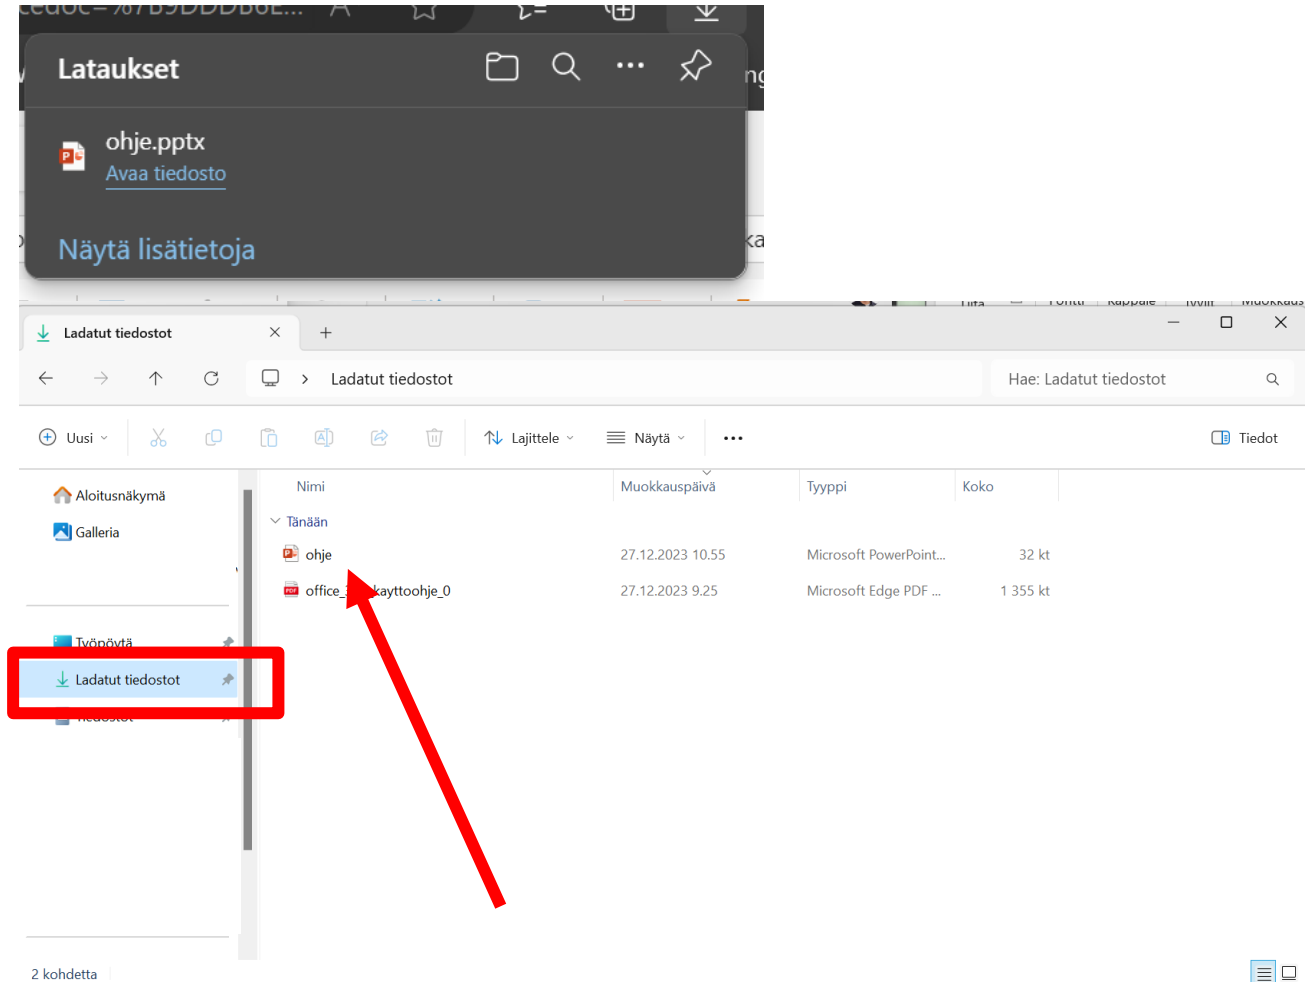 Lataukset
ohje.pptx
Avaa tiedosto
Näytä lisätietoja
Ladatut tiedostot
Ladatut tiedostot
Hae: Ladatut tiedostot
Uusi
Lajittele
Näytä
Tiedot
Aloitusnäkymä
Galleria
Työpöytä
Ladatut tiedostot
Tiedostot
Nimi Muokkauspäivä Tyyppi Koko
Tänään
ohje 27.12.2023 10.55 Microsoft PowerPoint... 32 kt
office_ kayttoohje_0 27.12.2023 9.25 Microsoft Edge PDF ... 1 355 kt
2 kohdetta